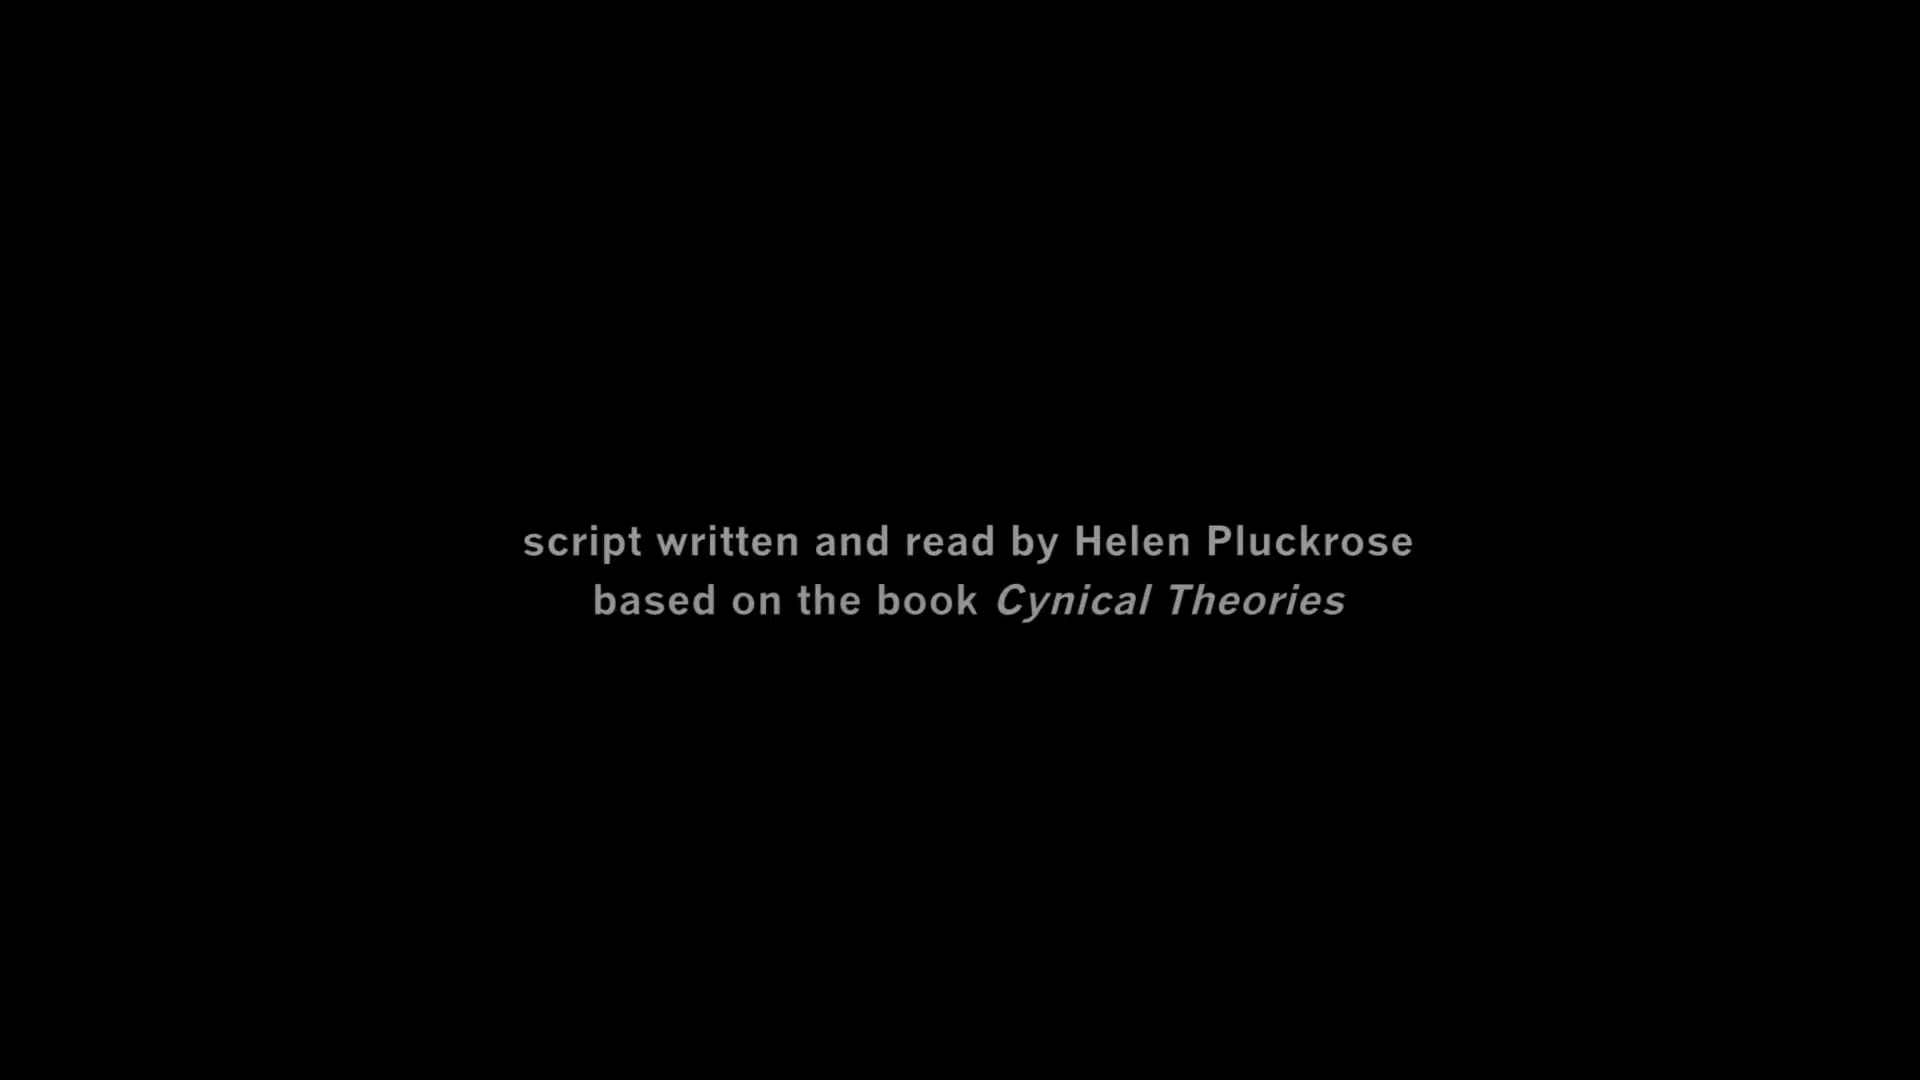 script written and read by Helen Pluckrose
based on the book Cynical Theories